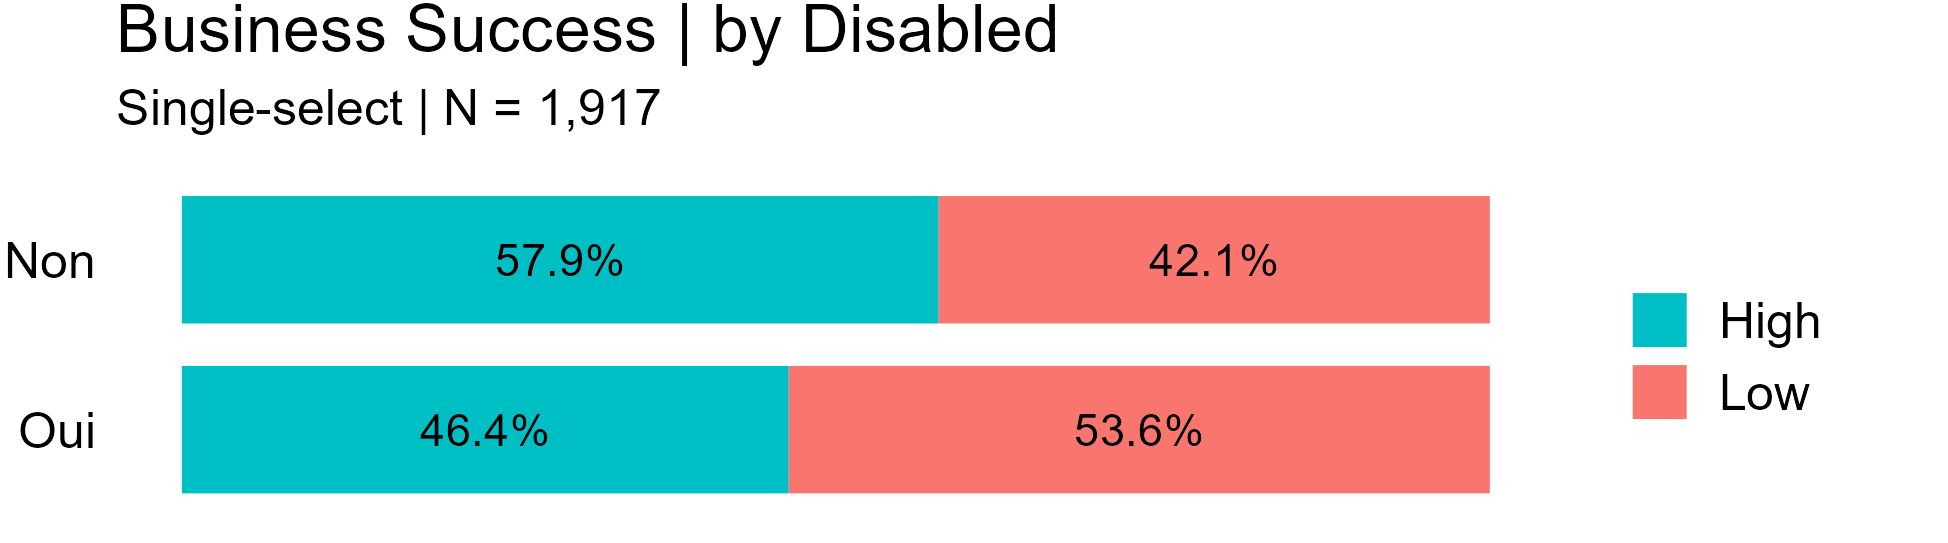 Business Success | by Disabled
Single-select | N = 1,917
Non
57.9%
42.1%
Oui
46.4%
53.6%
High
Low